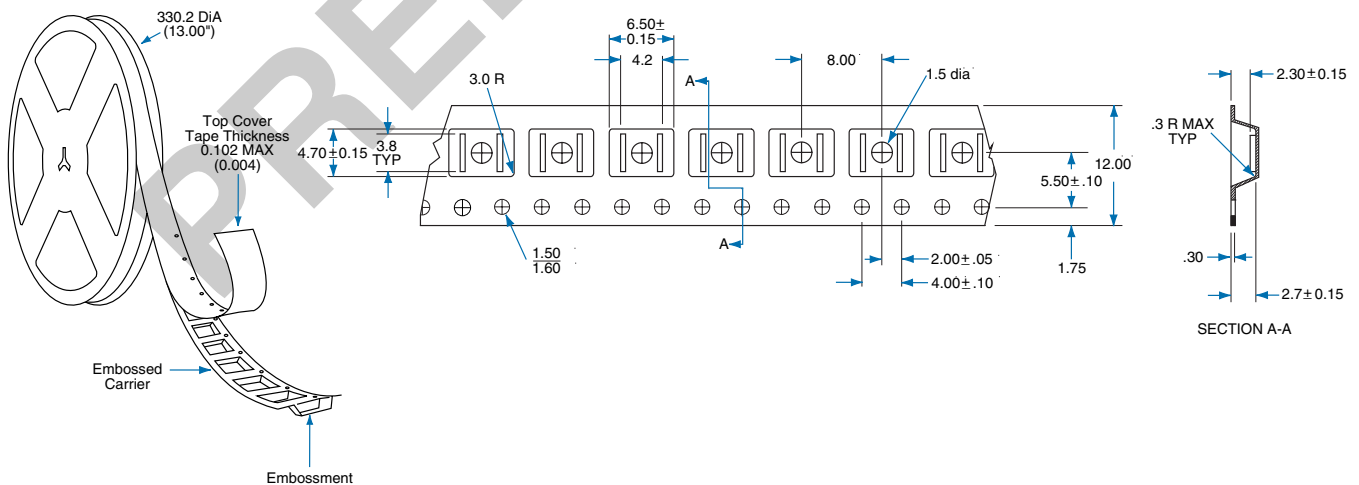 330.2 DiA
(13.00")
Top Cover
Tape Thickness
0.102 MAX
(0.004)
Embossed
Carrier
Embossment
6.50±
0.15
4.2
3.0 R
A
8.00
1.5 dia
4.70±0.15
3.8
TYP
12.00
5.50±.10
1.50
1.60
A
2.00±.05
4.00±.10
1.75
2.30±0.15
.3 R MAX
TYP
.30
2.7±0.15
SECTION A-A
PRE